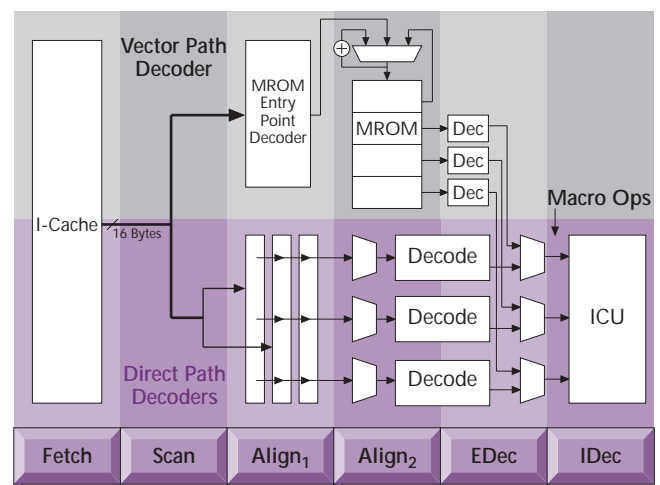 Vector Path
Decoder
MROM
Entry
Point
Decoder
+
MROM
Dec
Dec
Dec
Macro Ops
I-Cache
16 Bytes
Decode
Decode
Decode
ICU
Direct Path
Decoders
Fetch
Scan
Align₁
Align₂
EDec
IDec